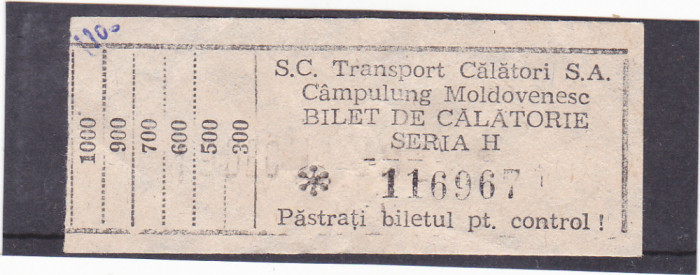 1000
900
700
600
500
300
S.C. Transport Călători S.A.
Câmpulung Moldovenesc
BILET DE CĂLĂTORIE
SERIA H
116967
Păstrați biletul pt. control !